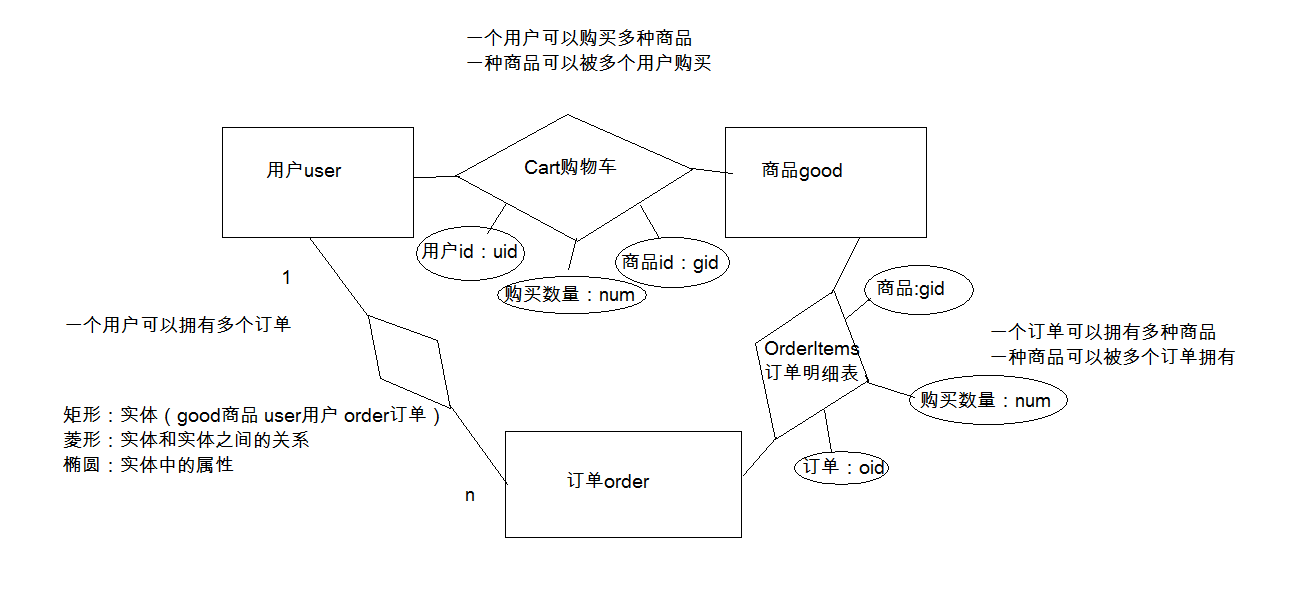 一个用户可以购买多种商品
一种商品可以被多个用户购买
用户user
Cart购物车
商品good
用户id：uid
购买数量：num
商品id：gid
1
商品:gid
一个用户可以拥有多个订单
一个订单可以拥有多种商品
一种商品可以被多个订单拥有
OrderItems
订单明细表
购买数量：num
矩形：实体（good商品 user用户 order订单）
菱形：实体和实体之间的关系
椭圆：实体中的属性
订单：oid
订单order
n